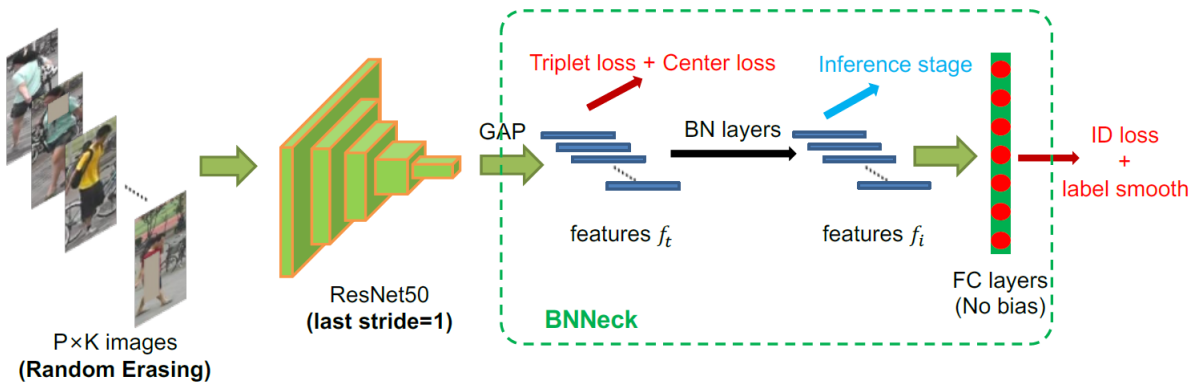 Triplet loss + Center loss
Inference stage
GAP
BN layers
ID loss
+
label smooth
features f_t
features f_i
FC layers
(No bias)
ResNet50
(last stride=1)
BNNeck
P×K images
(Random Erasing)